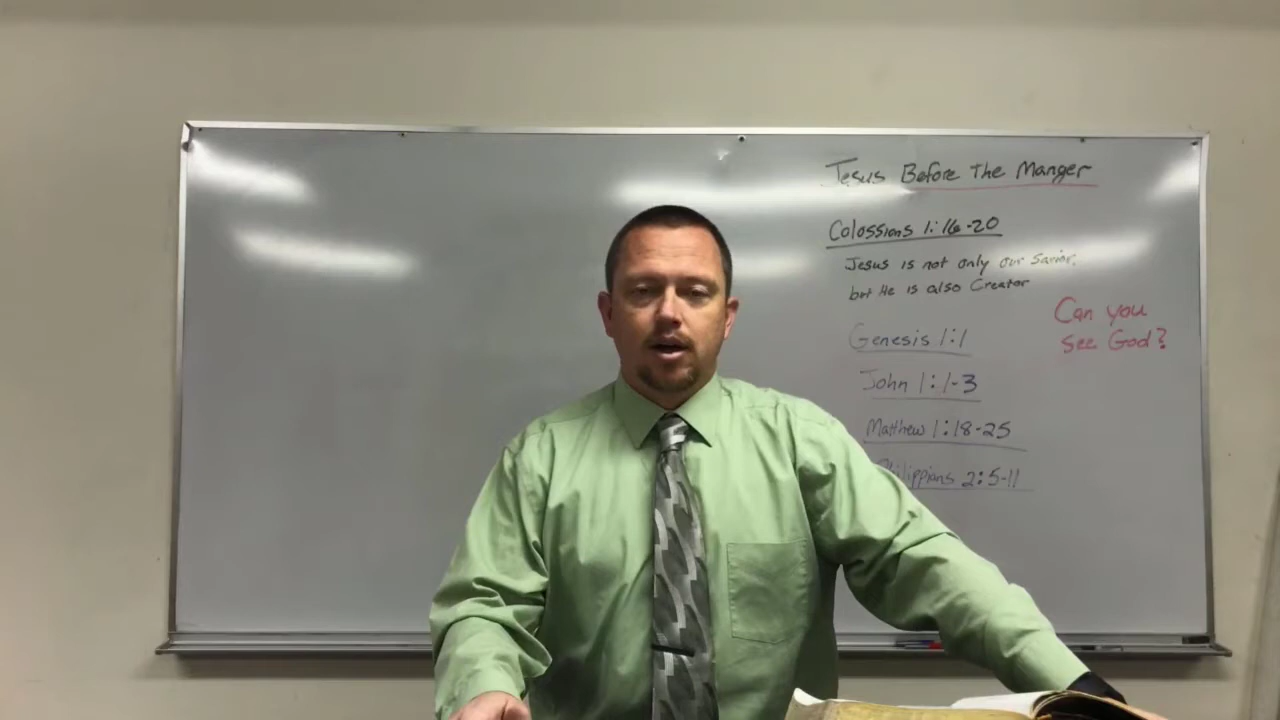 Jesus Before The Manger
Colossians 1:16-20
Jesus is not only our Savior,
but He is also Creator
Can you
see God?
Genesis 1:1
John 1:1-3
Matthew 1:18-25
Philippians 2:5-11